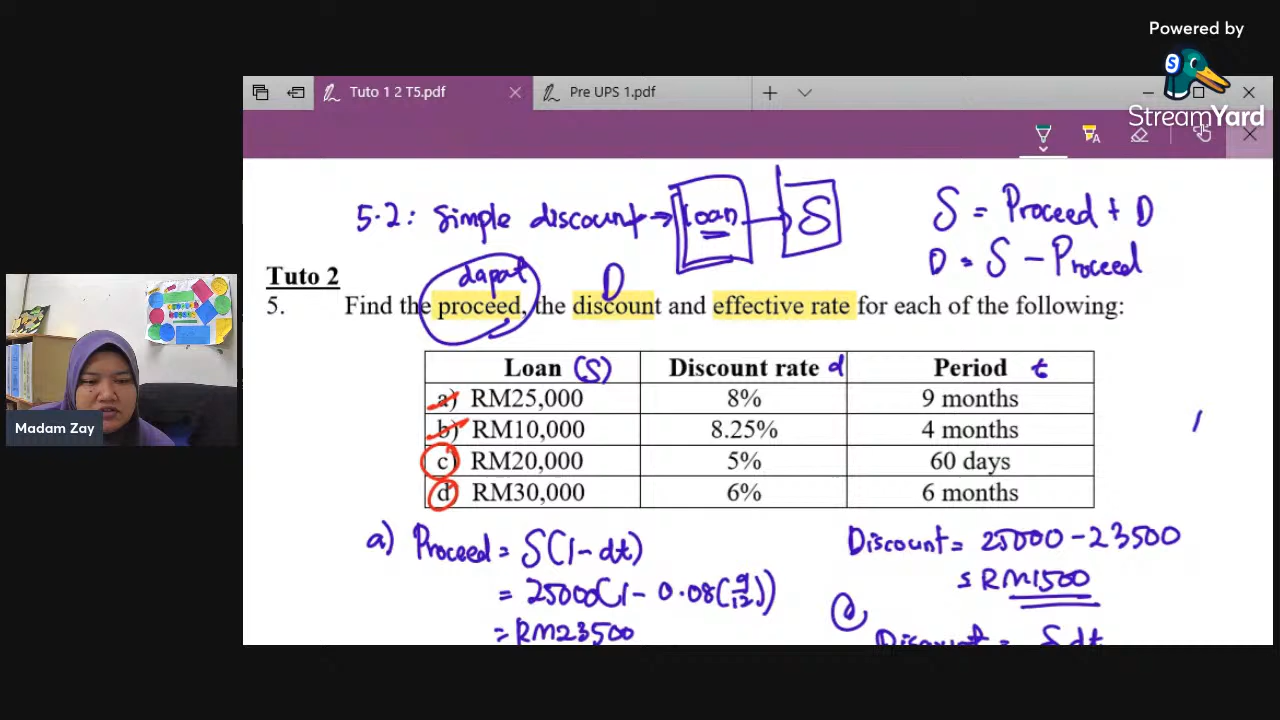 Powered by
StreamYard
Tuto 1 2 T5.pdf
Pre UPS 1.pdf
5.2: Simple discount → loan S
S = Proceed + D
D = S - Proceed
Tuto 2
dapat D
5. Find the proceed, the discount and effective rate for each of the following:
Loan (S) Discount rate d Period t
a) RM25,000 8% 9 months
b) RM10,000 8.25% 4 months
c) RM20,000 5% 60 days
d RM30,000 6% 6 months
a) Proceed = S(1-dt)
= 25000(1 - 0.08(9/12))
= RM23500
Discount = 25000 - 23500
= RM1500
Discount = Sdt
Madam Zay